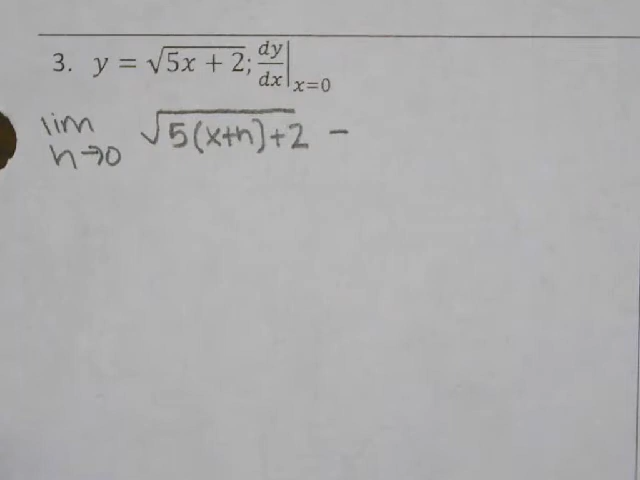 3. y = √5x + 2; dy/dx|x=0
lim h→0 √5(x+h)+2 −